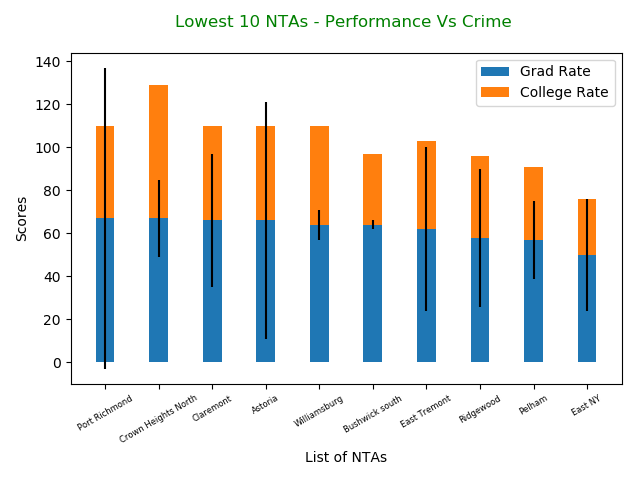 Lowest 10 NTAs - Performance Vs Crime
Grad Rate
College Rate
Scores
140
120
100
80
60
40
20
0
Port Richmond
Crown Heights North
Claremont
Astoria
Williamsburg
Bushwick south
East Tremont
Ridgewood
Pelham
East NY
List of NTAs